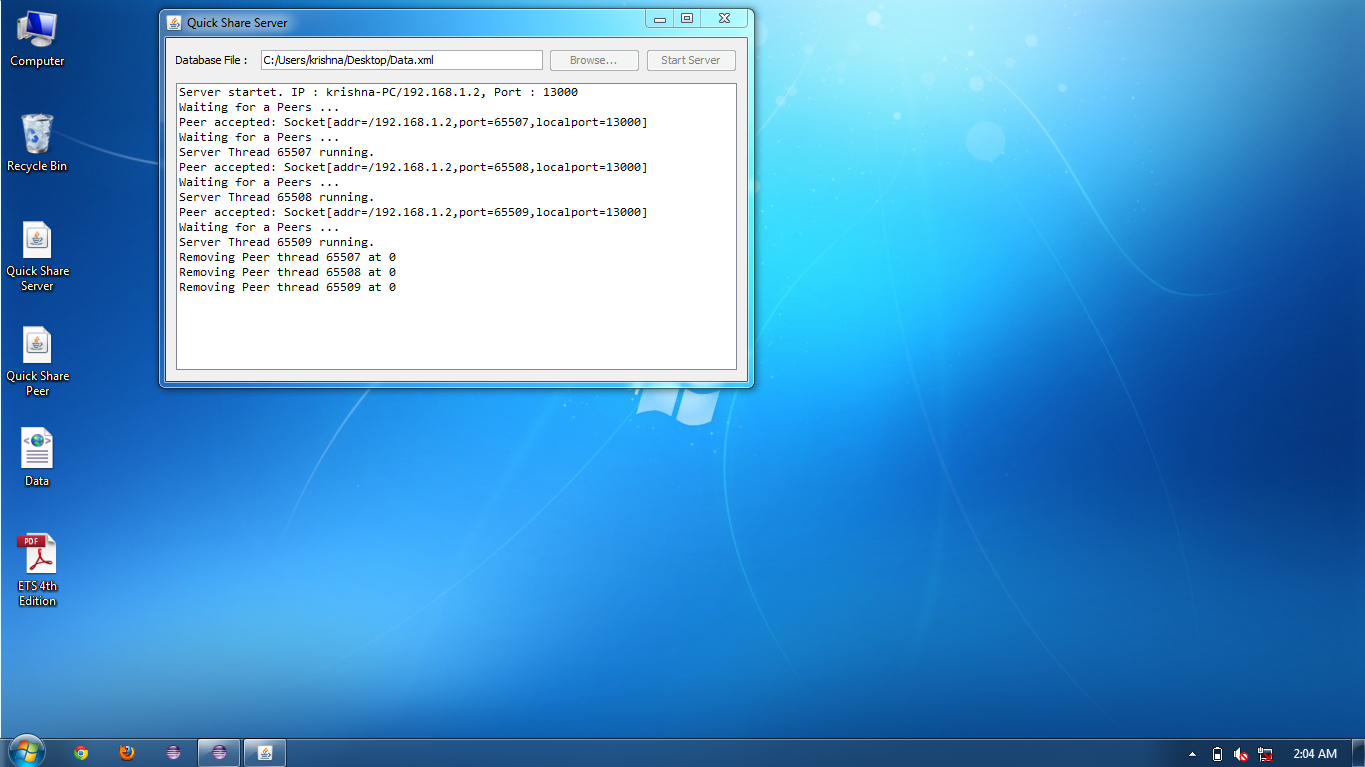 Computer
Recycle Bin
Quick Share
Server
Quick Share
Peer
Data
PDF
ETS 4th
Edition
Quick Share Server
Database File :
C:/Users/krishna/Desktop/Data.xml
Browse...
Start Server
Server startet. IP : krishna-PC/192.168.1.2, Port : 13000
Waiting for a Peers ...
Peer accepted: Socket[addr=/192.168.1.2,port=65507,localport=13000]
Waiting for a Peers ...
Server Thread 65507 running.
Peer accepted: Socket[addr=/192.168.1.2,port=65508,localport=13000]
Waiting for a Peers ...
Server Thread 65508 running.
Peer accepted: Socket[addr=/192.168.1.2,port=65509,localport=13000]
Waiting for a Peers ...
Server Thread 65509 running.
Removing Peer thread 65507 at 0
Removing Peer thread 65508 at 0
Removing Peer thread 65509 at 0
2:04 AM